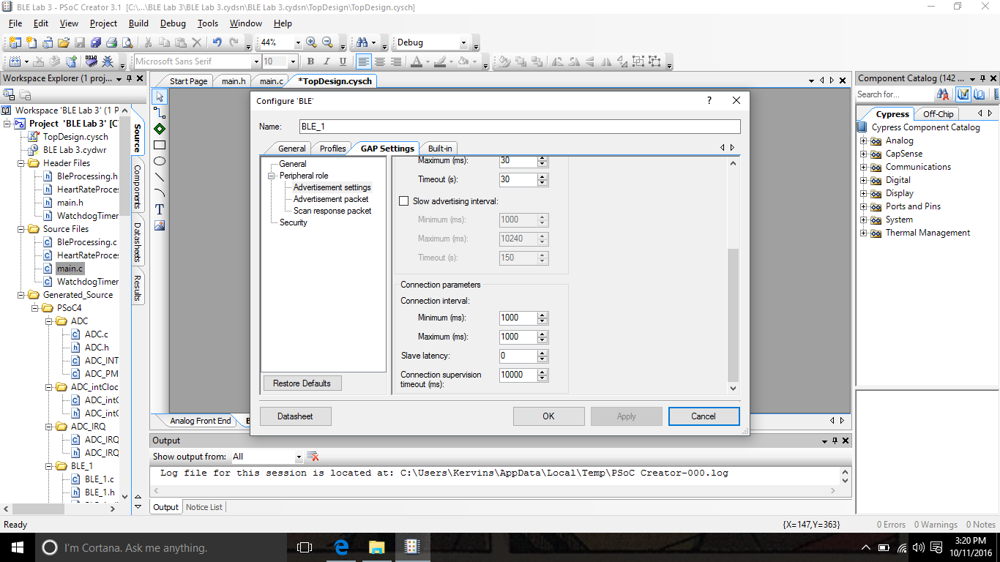 BLE Lab 3 - PSoC Creator 3.1 [C:\...\BLE Lab 3\BLE Lab 3.cydsn\BLE Lab 3.cydsn\TopDesign\TopDesign.cysch]
File Edit View Project Build Debug Tools Window Help
44% Debug
Microsoft Sans Serif 10 B I U
Workspace Explorer (1 proj...
Start Page main.h main.c *TopDesign.cysch
Component Catalog (142 ...
Search for...
Workspace 'BLE Lab 3' (1 P
Project 'BLE Lab 3' [C
TopDesign.cysch
BLE Lab 3.cydwr
Header Files
BleProcessing.h
HeartRateProces
main.h
WatchdogTimer
Source Files
BleProcessing.c
HeartRateProces
main.c
WatchdogTimer
Generated_Source
PSoC4
ADC
ADC.c
ADC.h
ADC_INT
ADC_PM
ADC_intCloc
ADC_intC
ADC_intC
ADC_IRQ
ADC_IRQ
ADC_IRQ
BLE_1
BLE_1.c
BLE_1.h
Source
Components
Datasheets
Results
T
Configure 'BLE'
?
Name: BLE_1
General Profiles GAP Settings Built-in
General
Peripheral role
Advertisement settings
Advertisement packet
Scan response packet
Security
Restore Defaults
Maximum (ms): 30
Timeout (s): 30
Slow advertising interval:
Minimum (ms): 1000
Maximum (ms): 10240
Timeout (s): 150
Connection parameters
Connection interval:
Minimum (ms): 1000
Maximum (ms): 1000
Slave latency: 0
Connection supervision
timeout (ms): 10000
Datasheet OK Apply Cancel
Cypress Off-Chip
Cypress Component Catalog
Analog
CapSense
Communications
Digital
Display
Ports and Pins
System
Thermal Management
Analog Front End B
Output
Show output from: All
Log file for this session is located at: C:\Users\Kervins\AppData\Local\Temp\PSoC Creator-000.log
Output Notice List
Ready {X=147,Y=363} 0 Errors 0 Warnings 0 Notes
I'm Cortana. Ask me anything.
3:20 PM
10/11/2016